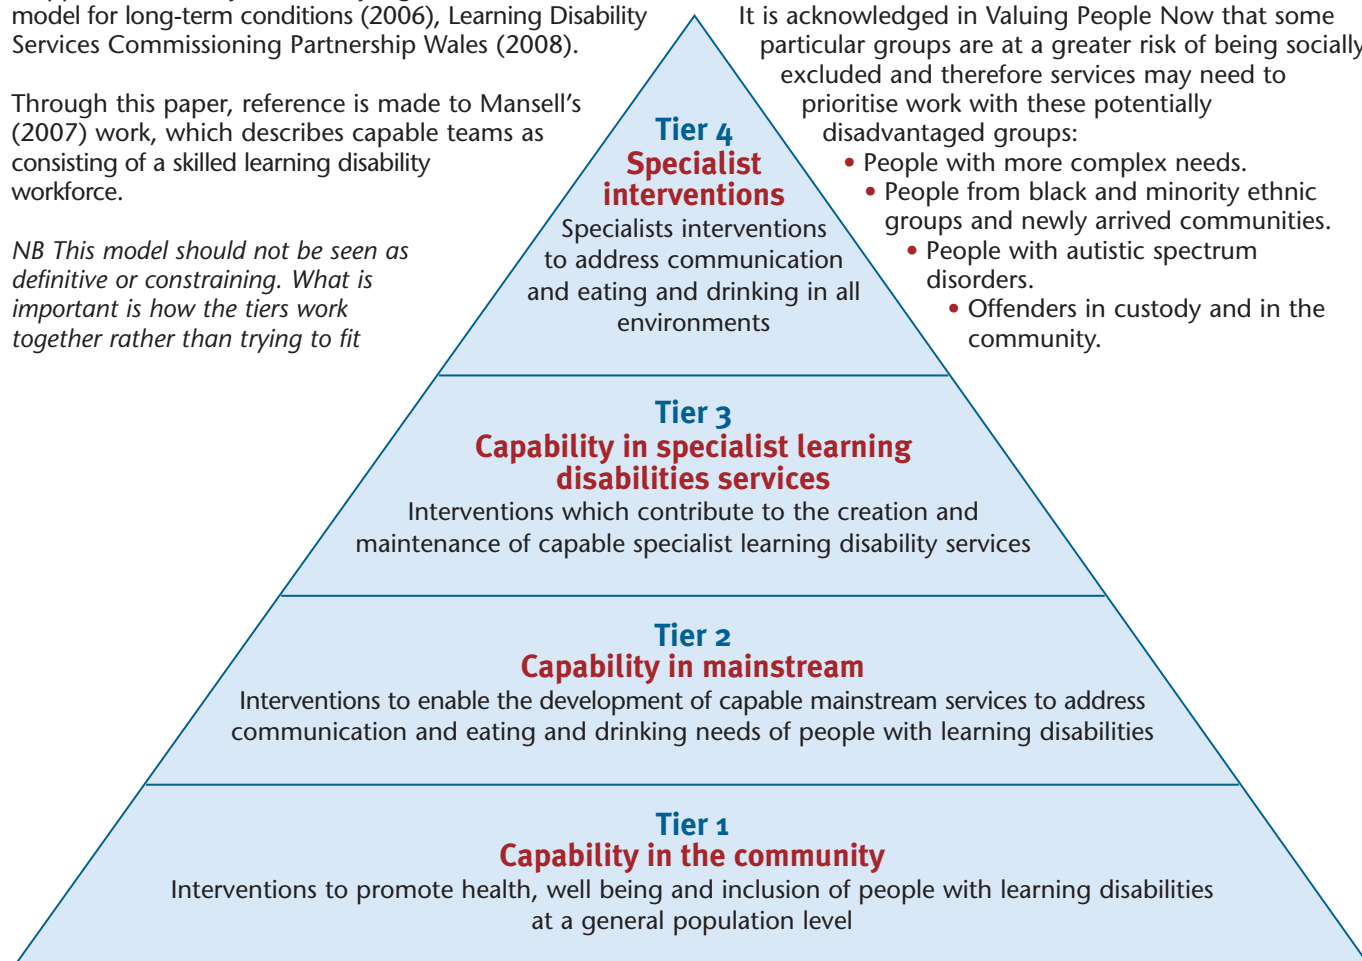 model for long-term conditions (2006), Learning Disability
Services Commissioning Partnership Wales (2008).
Through this paper, reference is made to Mansell’s
(2007) work, which describes capable teams as
consisting of a skilled learning disability
workforce.
NB This model should not be seen as
definitive or constraining. What is
important is how the tiers work
together rather than trying to fit
It is acknowledged in Valuing People Now that some
particular groups are at a greater risk of being socially
excluded and therefore services may need to
prioritise work with these potentially
disadvantaged groups:
• People with more complex needs.
• People from black and minority ethnic
groups and newly arrived communities.
• People with autistic spectrum
disorders.
• Offenders in custody and in the
community.
Tier 4
Specialist
interventions
Specialists interventions
to address communication
and eating and drinking in all
environments
Tier 3
Capability in specialist learning
disabilities services
Interventions which contribute to the creation and
maintenance of capable specialist learning disability services
Tier 2
Capability in mainstream
Interventions to enable the development of capable mainstream services to address
communication and eating and drinking needs of people with learning disabilities
Tier 1
Capability in the community
Interventions to promote health, well being and inclusion of people with learning disabilities
at a general population level